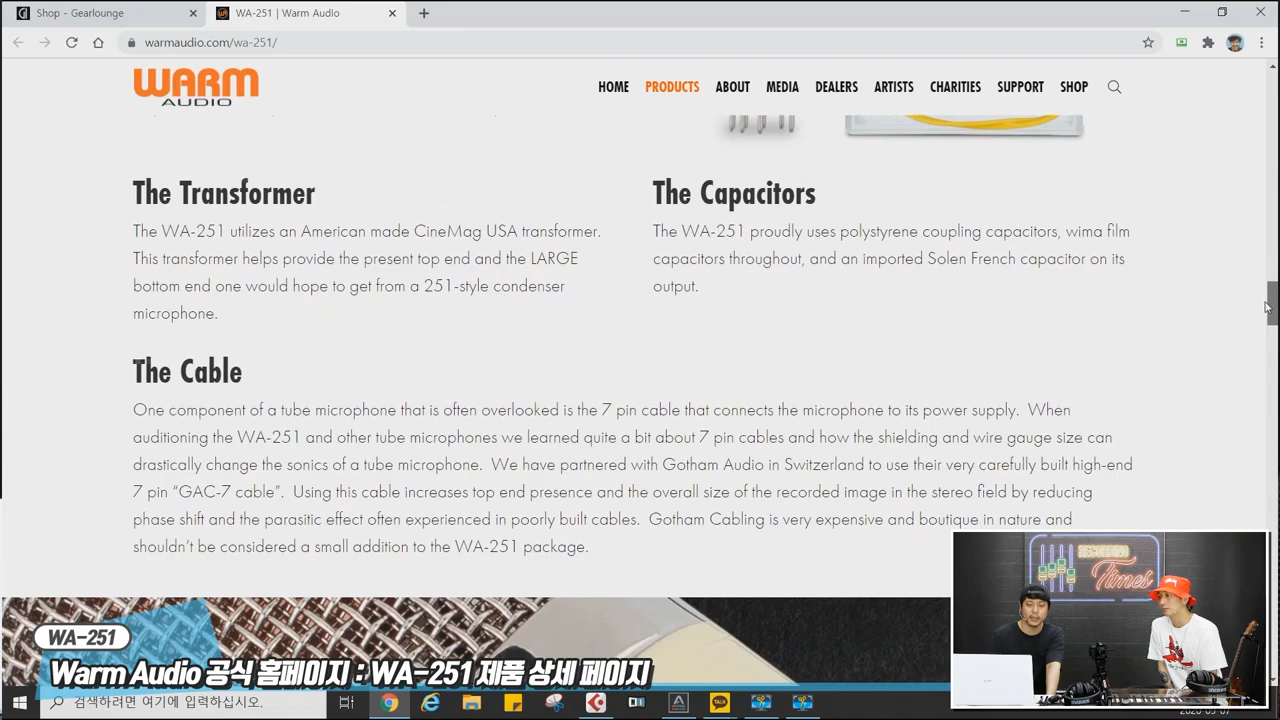 Shop - Gearlounge
WA-251 | Warm Audio
warmaudio.com/wa-251/
WARM
AUDIO
HOME PRODUCTS ABOUT MEDIA DEALERS ARTISTS CHARITIES SUPPORT SHOP
The Transformer
The WA-251 utilizes an American made CineMag USA transformer.
This transformer helps provide the present top end and the LARGE
bottom end one would hope to get from a 251-style condenser
microphone.
The Capacitors
The WA-251 proudly uses polystyrene coupling capacitors, wima film
capacitors throughout, and an imported Solen French capacitor on its
output.
The Cable
One component of a tube microphone that is often overlooked is the 7 pin cable that connects the microphone to its power supply. When
auditioning the WA-251 and other tube microphones we learned quite a bit about 7 pin cables and how the shielding and wire gauge size can
drastically change the sonics of a tube microphone. We have partnered with Gotham Audio in Switzerland to use their very carefully built high-end
7 pin “GAC-7 cable”. Using this cable increases top end presence and the overall size of the recorded image in the stereo field by reducing
phase shift and the parasitic effect often experienced in poorly built cables. Gotham Cabling is very expensive and boutique in nature and
shouldn’t be considered a small addition to the WA-251 package.
Times
WA-251
Warm Audio 공식 홈페이지 : WA-251 제품 상세 페이지
검색하려면 여기에 입력하십시오.
TALK